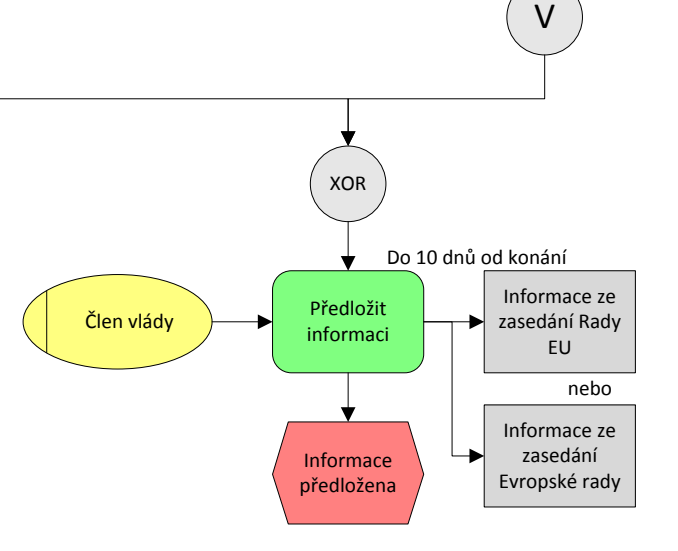 V
XOR
Do 10 dnů od konání
Člen vlády
Předložit
informaci
Informace ze
zasedání Rady
EU
nebo
Informace ze
zasedání
Evropské rady
Informace
předložena